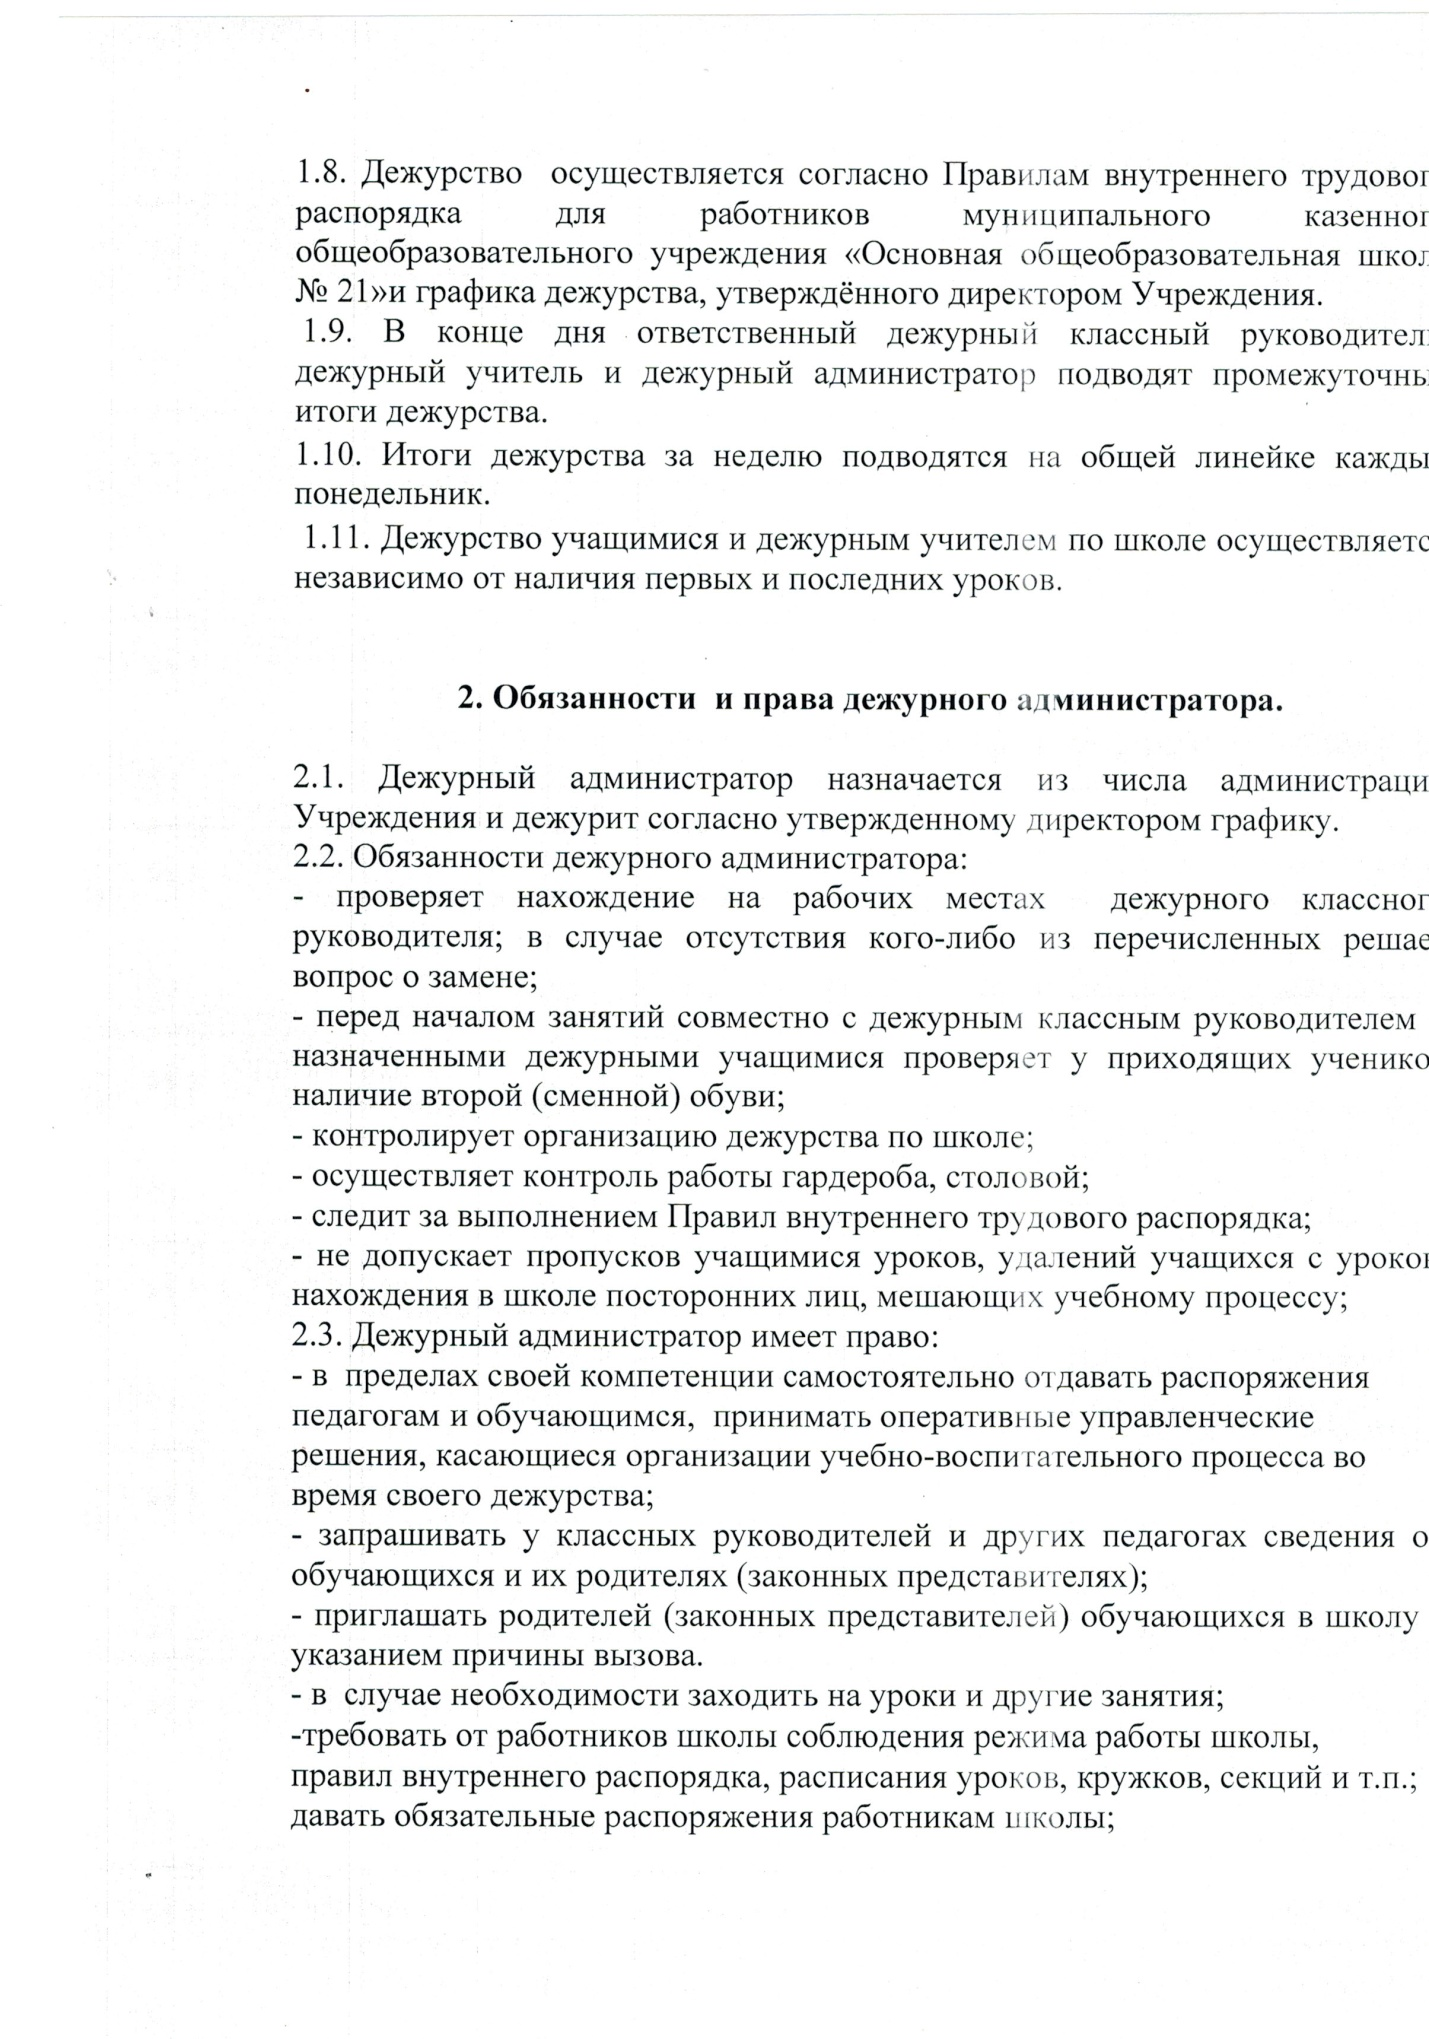 1.8. Дежурство осуществляется согласно Правилам внутреннего трудовог
распорядка для работников муниципального казенног
общеобразовательного учреждения «Основная общеобразовательная школ
№ 21»и графика дежурства, утверждённого директором Учреждения.
1.9. В конце дня ответственный дежурный классный руководител
дежурный учитель и дежурный администратор подводят промежуточны
итоги дежурства.
1.10. Итоги дежурства за неделю подводятся на общей линейке кажды
понедельник.
1.11. Дежурство учащимися и дежурным учителем по школе осуществляетс
независимо от наличия первых и последних уроков.
2. Обязанности и права дежурного администратора.
2.1. Дежурный администратор назначается из числа администраци
Учреждения и дежурит согласно утвержденному директором графику.
2.2. Обязанности дежурного администратора:
- проверяет нахождение на рабочих местах дежурного классног
руководителя; в случае отсутствия кого-либо из перечисленных решае
вопрос о замене;
- перед началом занятий совместно с дежурным классным руководителем
назначенными дежурными учащимися проверяет у приходящих ученико
наличие второй (сменной) обуви;
- контролирует организацию дежурства по школе;
- осуществляет контроль работы гардероба, столовой;
- следит за выполнением Правил внутреннего трудового распорядка;
- не допускает пропусков учащимися уроков, удалений учащихся с уроков
нахождения в школе посторонних лиц, мешающих учебному процессу;
2.3. Дежурный администратор имеет право:
- в пределах своей компетенции самостоятельно отдавать распоряжения
педагогам и обучающимся, принимать оперативные управленческие
решения, касающиеся организации учебно-воспитательного процесса во
время своего дежурства;
- запрашивать у классных руководителей и других педагогах сведения о
обучающихся и их родителях (законных представителях);
- приглашать родителей (законных представителей) обучающихся в школу
указанием причины вызова.
- в случае необходимости заходить на уроки и другие занятия;
-требовать от работников школы соблюдения режима работы школы,
правил внутреннего распорядка, расписания уроков, кружков, секций и т.п.;
давать обязательные распоряжения работникам школы;